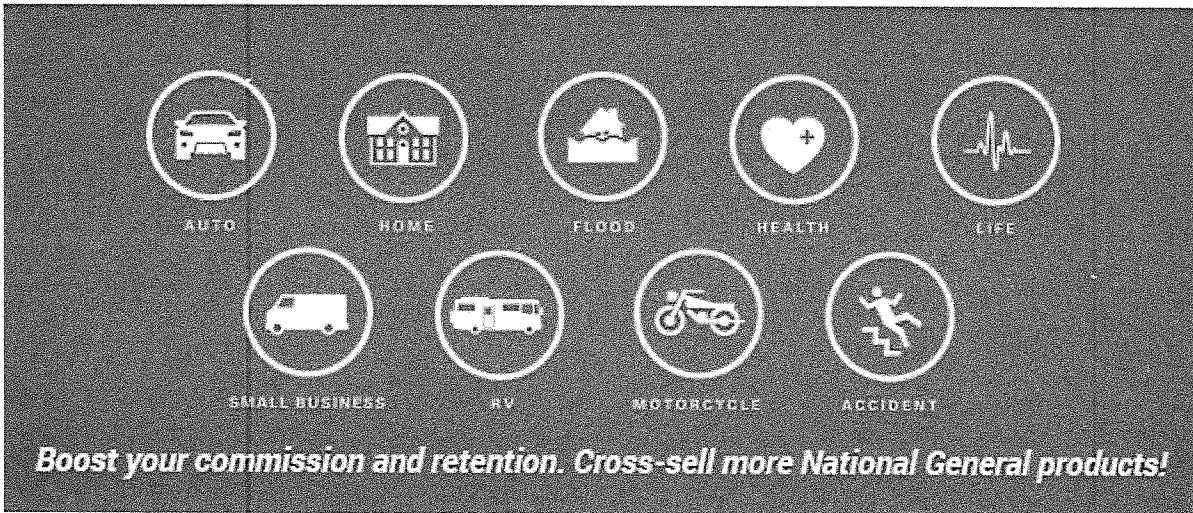 AUTO HOME FLOOD HEALTH LIFE
SMALL BUSINESS RV MOTORCYCLE ACCIDENT
Boost your commission and retention. Cross-sell more National General products!